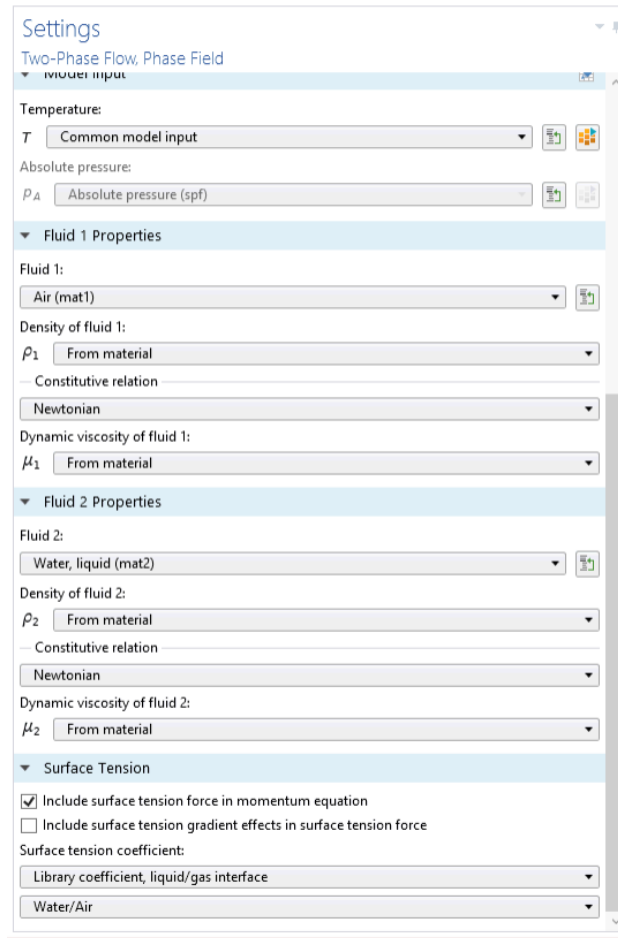 Settings
Two-Phase Flow, Phase Field
Model Input
Temperature:
T Common model input
Absolute pressure:
pA Absolute pressure (spf)
Fluid 1 Properties
Fluid 1:
Air (mat1)
Density of fluid 1:
ρ1 From material
Constitutive relation
Newtonian
Dynamic viscosity of fluid 1:
μ1 From material
Fluid 2 Properties
Fluid 2:
Water, liquid (mat2)
Density of fluid 2:
ρ2 From material
Constitutive relation
Newtonian
Dynamic viscosity of fluid 2:
μ2 From material
Surface Tension
Include surface tension force in momentum equation
Include surface tension gradient effects in surface tension force
Surface tension coefficient:
Library coefficient, liquid/gas interface
Water/Air